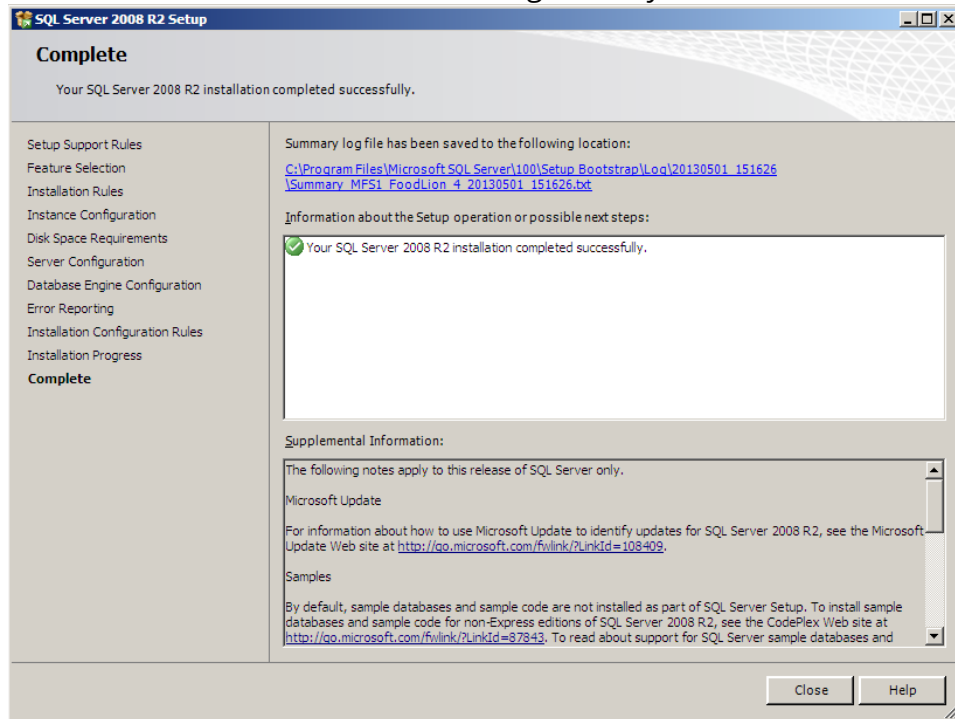 SQL Server 2008 R2 Setup
Complete
Your SQL Server 2008 R2 installation completed successfully.
Setup Support Rules
Feature Selection
Installation Rules
Instance Configuration
Disk Space Requirements
Server Configuration
Database Engine Configuration
Error Reporting
Installation Configuration Rules
Installation Progress
Complete
Summary log file has been saved to the following location:
C:\Program Files\Microsoft SQL Server\100\Setup Bootstrap\Log\20130501_151626
\Summary_MFS1_FoodLion_4_20130501_151626.txt
Information about the Setup operation or possible next steps:
Your SQL Server 2008 R2 installation completed successfully.
Supplemental Information:
The following notes apply to this release of SQL Server only.
Microsoft Update
For information about how to use Microsoft Update to identify updates for SQL Server 2008 R2, see the Microsoft
Update Web site at http://go.microsoft.com/fwlink/?LinkId=108409.
Samples
By default, sample databases and sample code are not installed as part of SQL Server Setup. To install sample
databases and sample code for non-Express editions of SQL Server 2008 R2, see the CodePlex Web site at
http://go.microsoft.com/fwlink/?LinkId=87843. To read about support for SQL Server sample databases and
Close
Help